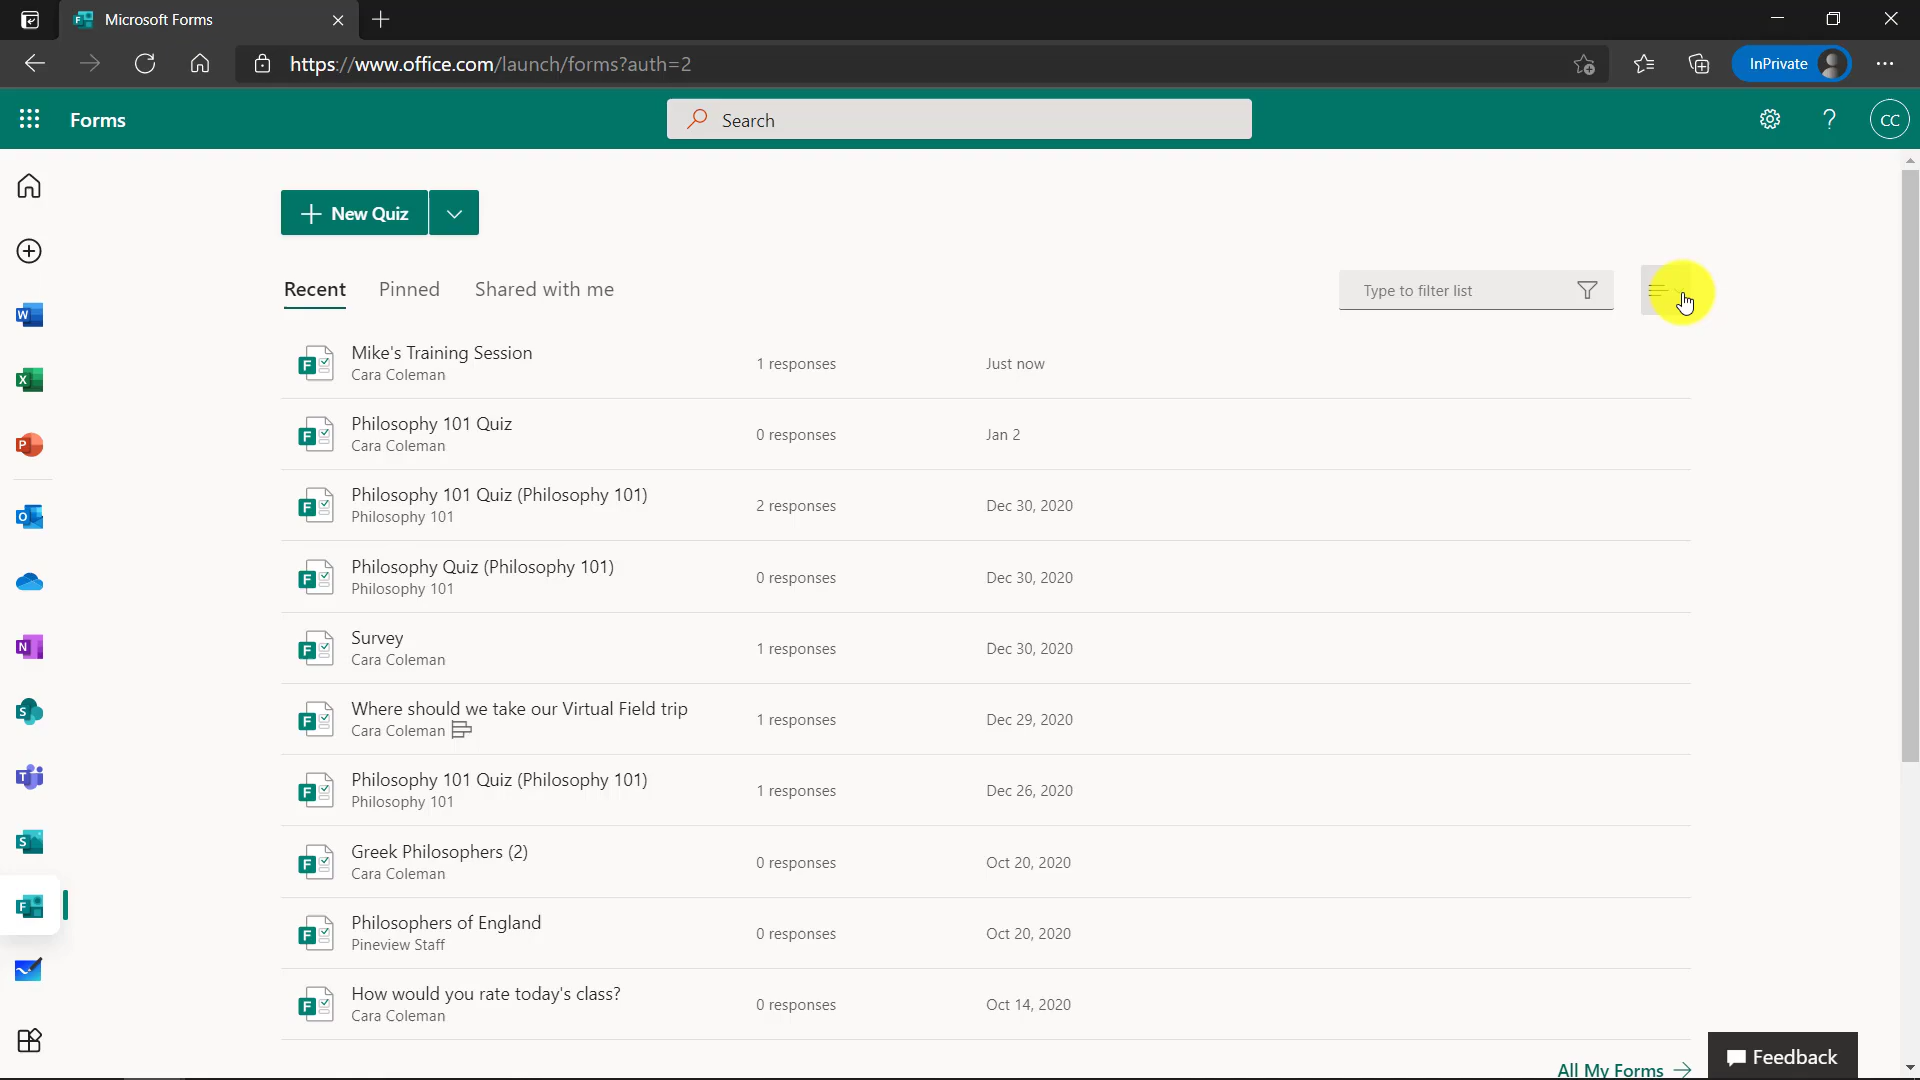 Microsoft Forms
https://www.office.com/launch/forms?auth=2
InPrivate
Forms
Search
?
CC
New Quiz
Recent
Pinned
Shared with me
Type to filter list
Mike's Training Session
Cara Coleman
1 responses
Just now
Philosophy 101 Quiz
Cara Coleman
0 responses
Jan 2
Philosophy 101 Quiz (Philosophy 101)
Philosophy 101
2 responses
Dec 30, 2020
Philosophy Quiz (Philosophy 101)
Philosophy 101
0 responses
Dec 30, 2020
Survey
Cara Coleman
1 responses
Dec 30, 2020
Where should we take our Virtual Field trip
Cara Coleman
1 responses
Dec 29, 2020
Philosophy 101 Quiz (Philosophy 101)
Philosophy 101
1 responses
Dec 26, 2020
Greek Philosophers (2)
Cara Coleman
0 responses
Oct 20, 2020
Philosophers of England
Pineview Staff
0 responses
Oct 20, 2020
How would you rate today's class?
Cara Coleman
0 responses
Oct 14, 2020
All My Forms
Feedback